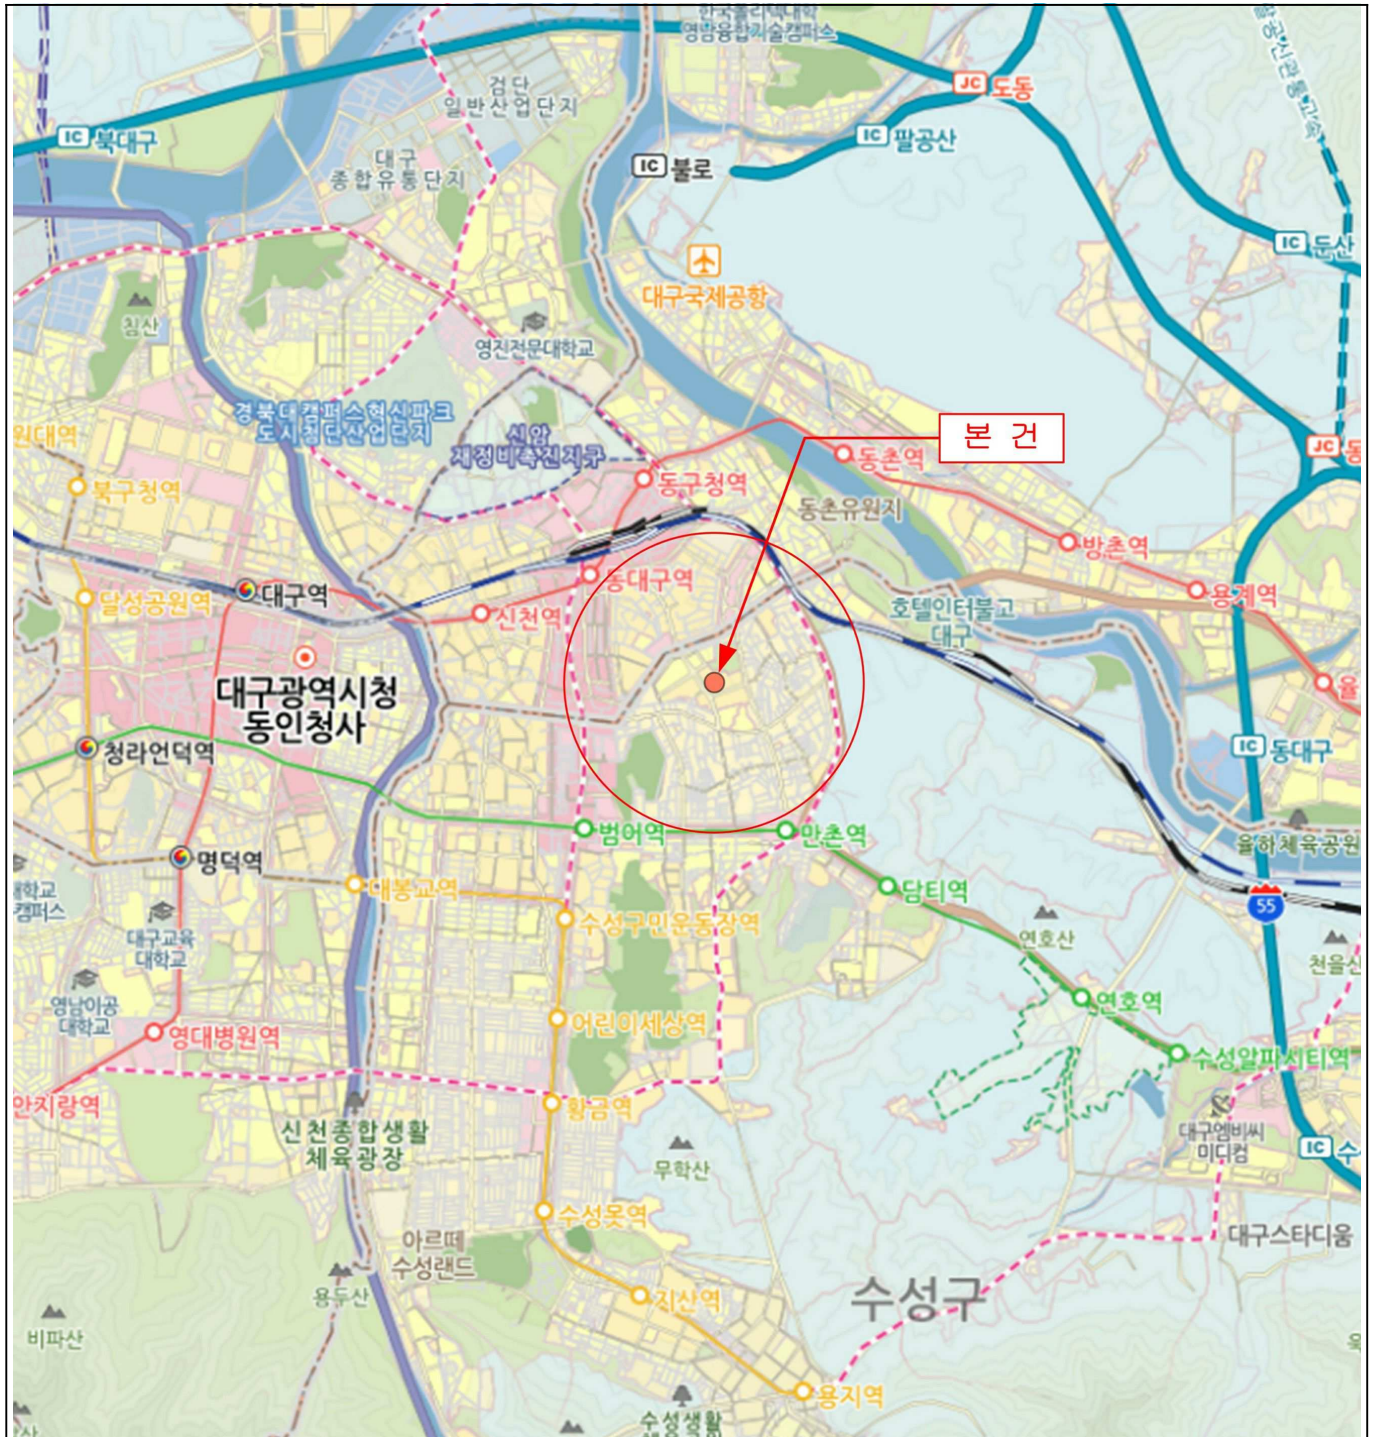 영남융합기술캠퍼스
검단
일반산업단지
JC 도동
IC 북대구
IC 팔공산
대구
종합유통단지
IC 불로
IC 둔산
대구국제공항
침산
영진전문대학교
경북대캠퍼스혁신파크
도시첨단산업단지
신암
재정비촉진지구
본 건
원대역
JC 동
동촌역
북구청역
동구청역
동촌유원지
방촌역
동대구역
대구역
달성공원역
신천역
용계역
호텔인터불고
대구
대구광역시청
동인청사
율
청라언덕역
IC 동대구
범어역
만촌역
율하체육공원
명덕역
대봉교역
담티역
대학교
캠퍼스
55
수성구민운동장역
대구교육
대학교
연호산
천을산
영남이공
대학교
연호역
어린이세상역
영대병원역
수성알파시티역
안지랑역
황금역
신천종합생활
체육광장
대구엠비씨
미디컴
무학산
IC 수
수성못역
아르떼
수성랜드
대구스타디움
용두산
지산역
수성구
비파산
용지역
수성생활